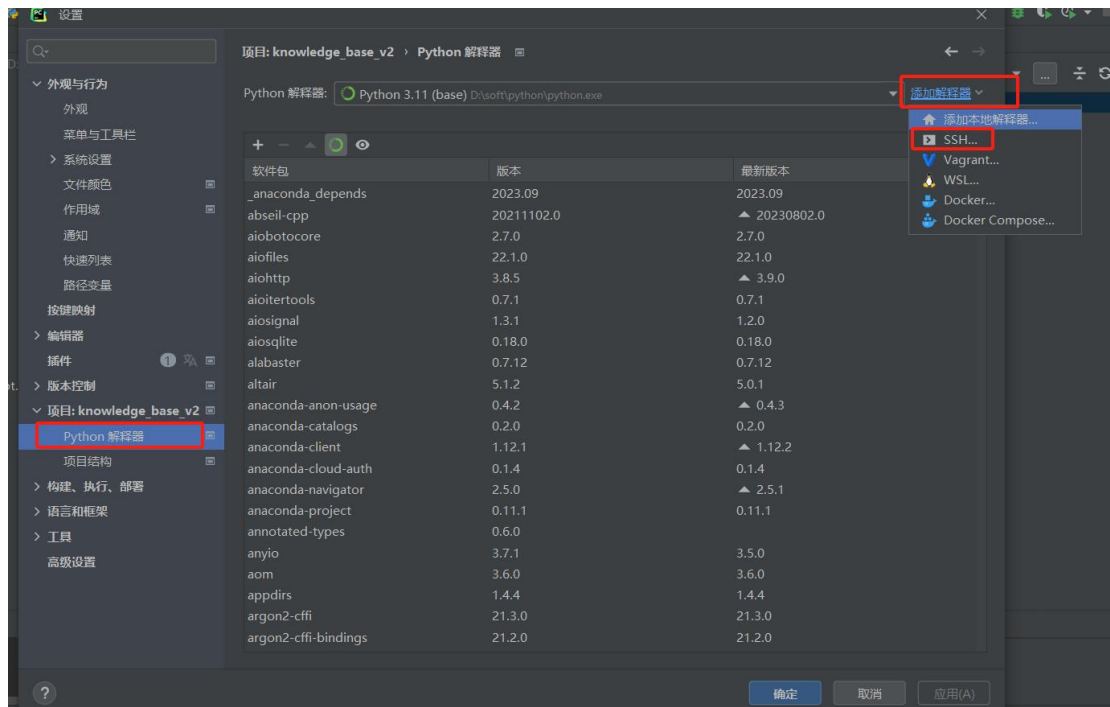 设置
项目: knowledge_base_v2 › Python 解释器
外观与行为
外观
菜单与工具栏
系统设置
文件颜色
作用域
通知
快速列表
路径变量
按键映射
编辑器
插件 1
版本控制
项目: knowledge_base_v2
Python 解释器
项目结构
构建、执行、部署
语言和框架
工具
高级设置
Python 解释器: Python 3.11 (base) D:\soft\python\python.exe
添加解释器
添加本地解释器...
SSH...
Vagrant...
WSL...
Docker...
Docker Compose...
软件包 版本 最新版本
_anaconda_depends 2023.09 2023.09
abseil-cpp 20211102.0 ▲ 20230802.0
aiobotocore 2.7.0 2.7.0
aiofiles 22.1.0 22.1.0
aiohttp 3.8.5 ▲ 3.9.0
aioitertools 0.7.1 0.7.1
aiosignal 1.3.1 1.2.0
aiosqlite 0.18.0 0.18.0
alabaster 0.7.12 0.7.12
altair 5.1.2 5.0.1
anaconda-anon-usage 0.4.2 ▲ 0.4.3
anaconda-catalogs 0.2.0 0.2.0
anaconda-client 1.12.1 ▲ 1.12.2
anaconda-cloud-auth 0.1.4 0.1.4
anaconda-navigator 2.5.0 ▲ 2.5.1
anaconda-project 0.11.1 0.11.1
annotated-types 0.6.0
anyio 3.7.1 3.5.0
aom 3.6.0 3.6.0
appdirs 1.4.4 1.4.4
argon2-cffi 21.3.0 21.3.0
argon2-cffi-bindings 21.2.0 21.2.0
? 确定 取消 应用(A)